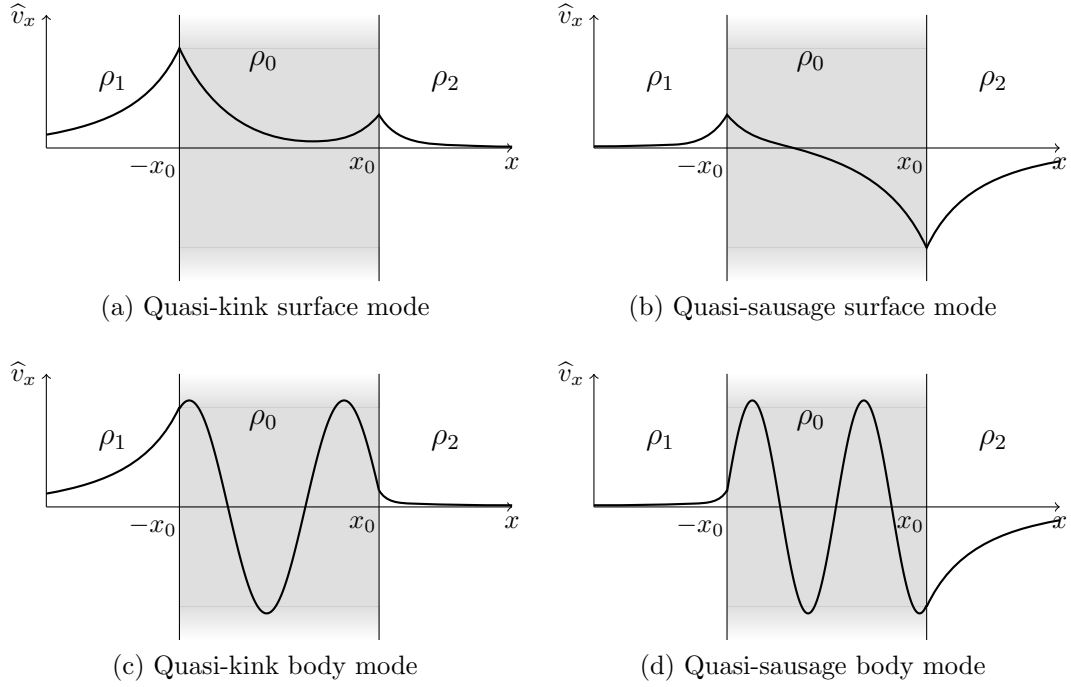 v̂ₓ
ρ₁
ρ₀
ρ₂
−x₀
x₀
x
(a) Quasi-kink surface mode
v̂ₓ
ρ₁
ρ₀
ρ₂
−x₀
x₀
x
(b) Quasi-sausage surface mode
v̂ₓ
ρ₁
ρ₀
ρ₂
−x₀
x₀
x
(c) Quasi-kink body mode
v̂ₓ
ρ₁
ρ₀
ρ₂
−x₀
x₀
x
(d) Quasi-sausage body mode